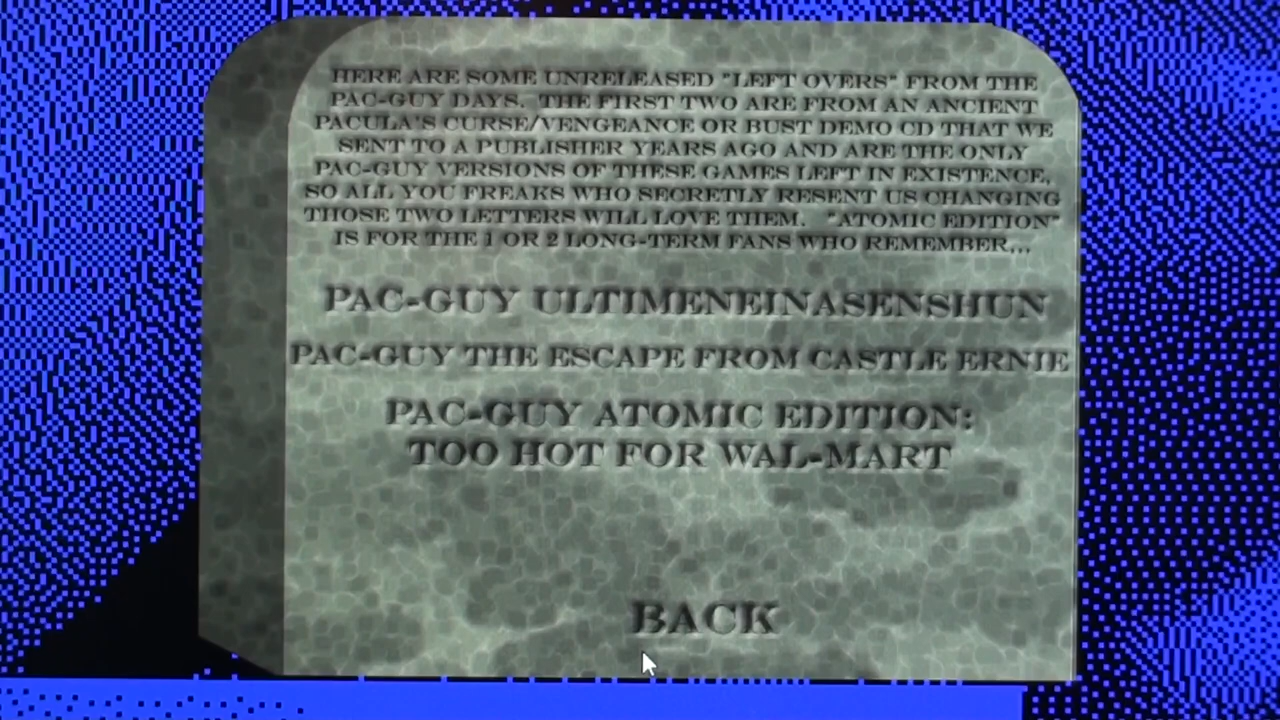 HERE ARE SOME UNRELEASED "LEFT OVERS" FROM THE
PAC-GUY DAYS. THE FIRST TWO ARE FROM AN ANCIENT
PACULA'S CURSE/VENGEANCE OR BUST DEMO CD THAT WE
SENT TO A PUBLISHER YEARS AGO AND ARE THE ONLY
PAC-GUY VERSIONS OF THESE GAMES LEFT IN EXISTENCE,
SO ALL YOU FREAKS WHO SECRETLY RESENT US CHANGING
THOSE TWO LETTERS WILL LOVE THEM. "ATOMIC EDITION"
IS FOR THE 1 OR 2 LONG-TERM FANS WHO REMEMBER...
PAC-GUY ULTIMENEINASENSHUN
PAC-GUY THE ESCAPE FROM CASTLE ERNIE
PAC-GUY ATOMIC EDITION:
TOO HOT FOR WAL-MART
BACK